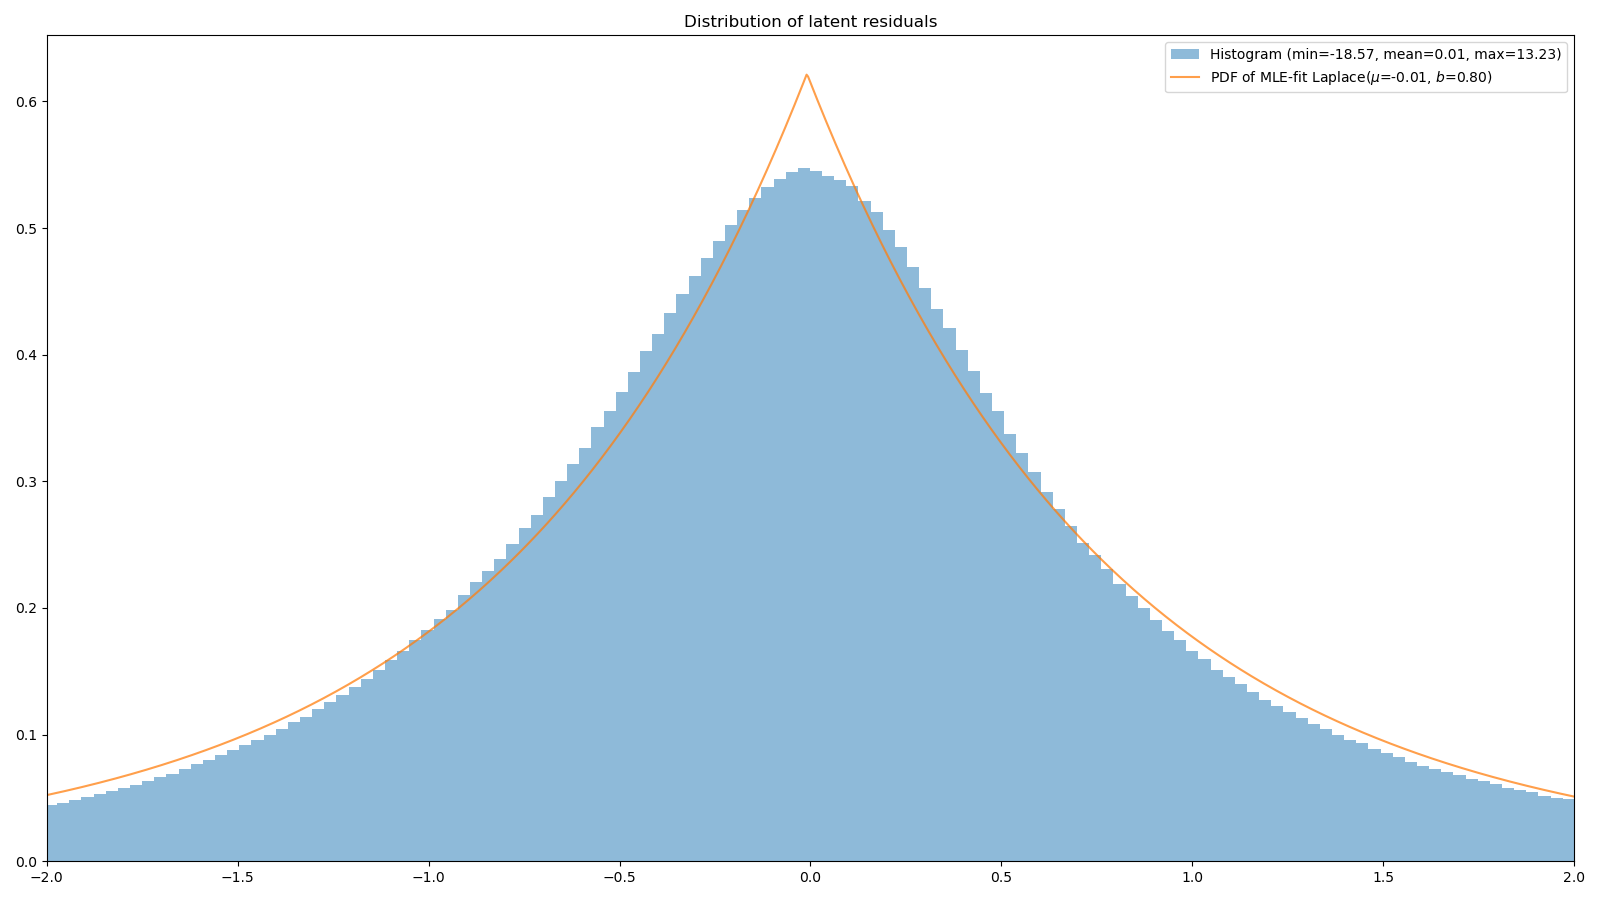 Distribution of latent residuals
Histogram (min=-18.57, mean=0.01, max=13.23)
PDF of MLE-fit Laplace(μ=-0.01, b=0.80)
0.6
0.5
0.4
0.3
0.2
0.1
0.0
−2.0 −1.5 −1.0 −0.5 0.0 0.5 1.0 1.5 2.0